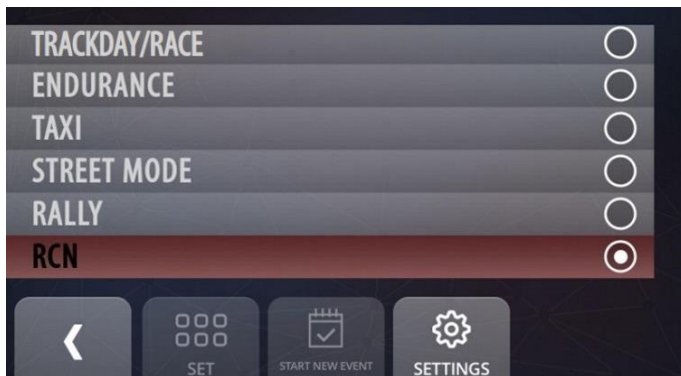 TRACKDAY/RACE
ENDURANCE
TAXI
STREET MODE
RALLY
RCN
SET
START NEW EVENT
SETTINGS